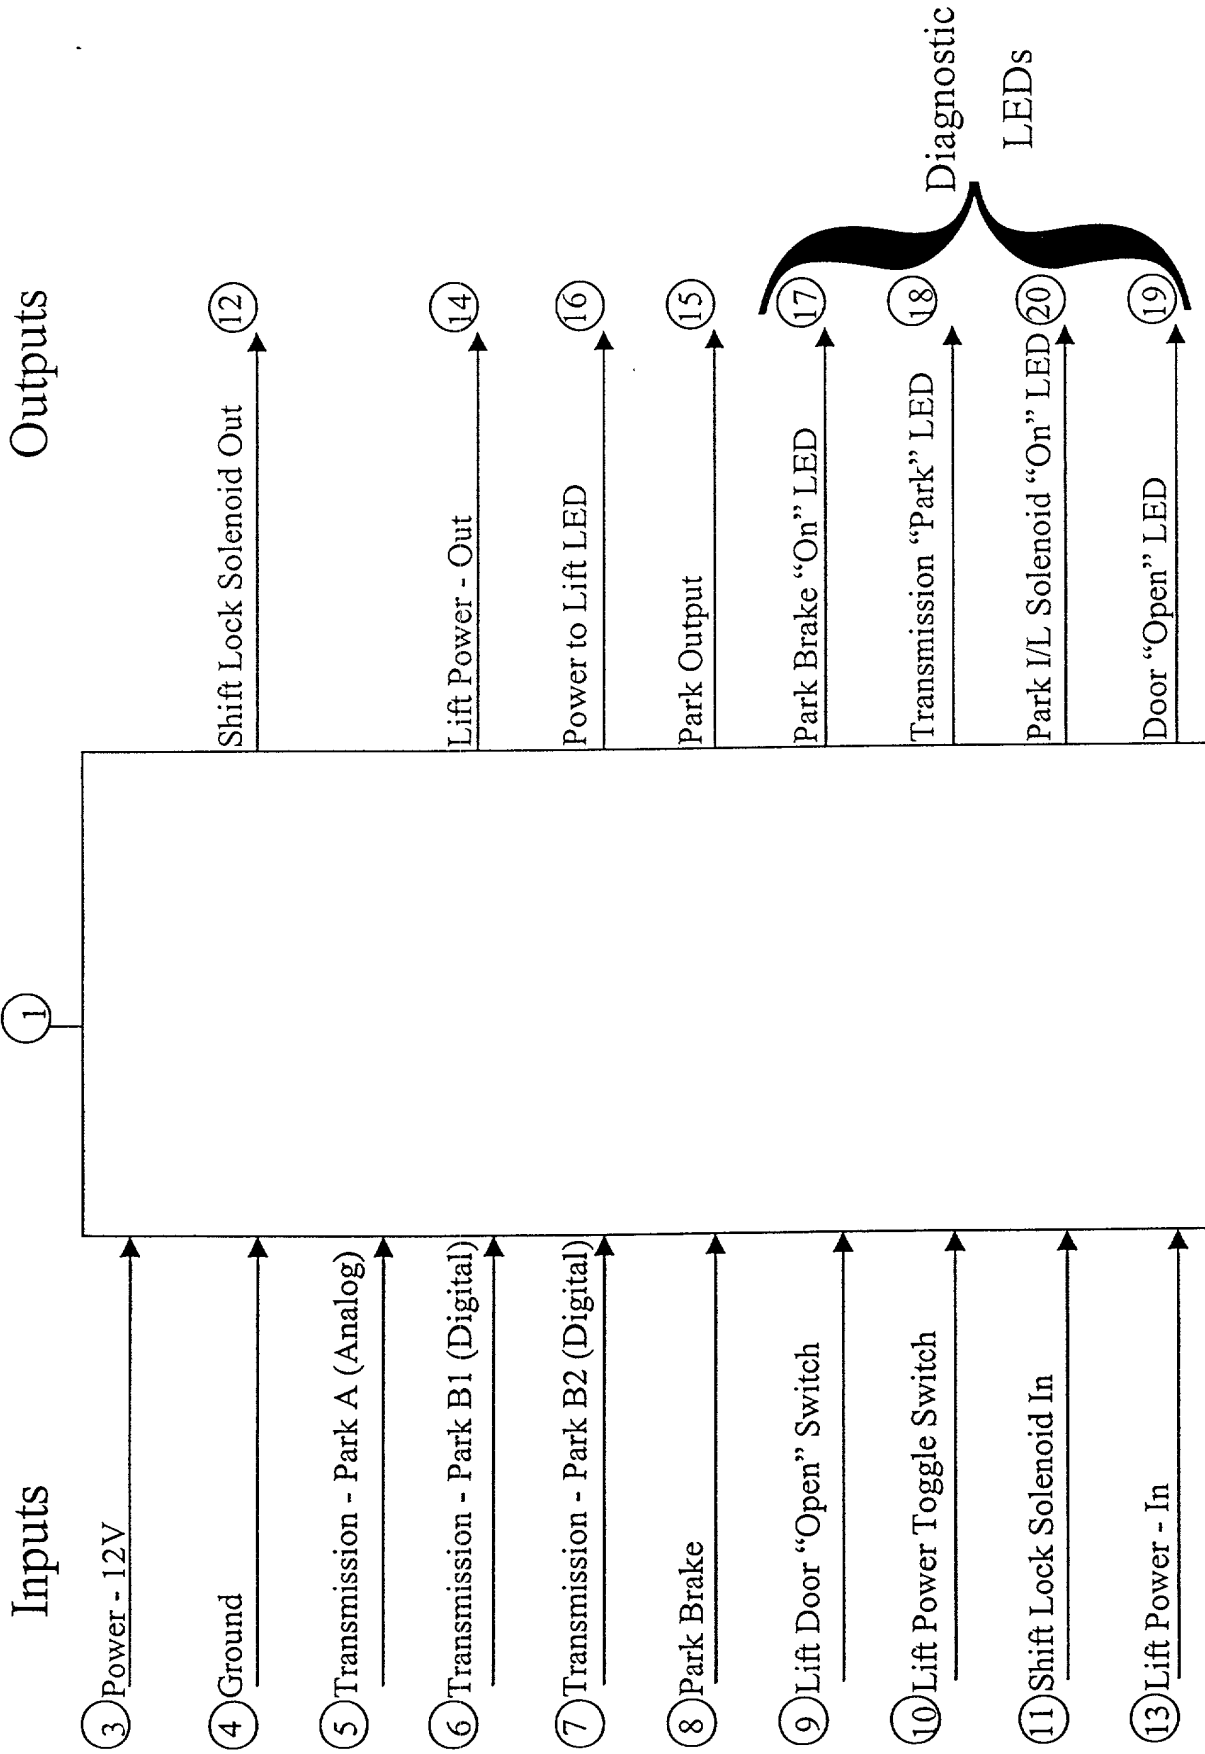 Inputs
Outputs
1
3 Power - 12V
4 Ground
5 Transmission - Park A (Analog)
6 Transmission - Park B1 (Digital)
7 Transmission - Park B2 (Digital)
8 Park Brake
9 Lift Door “Open” Switch
10 Lift Power Toggle Switch
11 Shift Lock Solenoid In
13 Lift Power - In
Shift Lock Solenoid Out 12
Lift Power - Out 14
Power to Lift LED 16
Park Output 15
Park Brake “On” LED 17
Transmission “Park” LED 18
Park I/L Solenoid “On” LED 20
Door “Open” LED 19
Diagnostic
LEDs